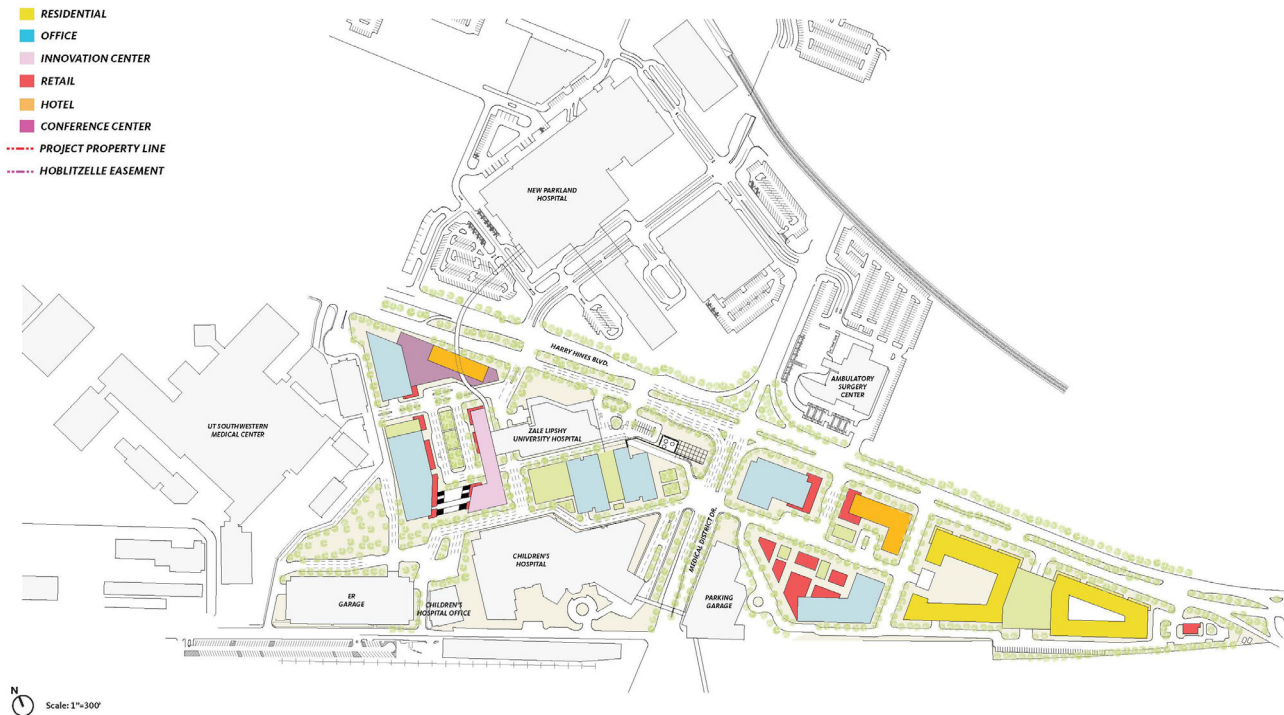 RESIDENTIAL
OFFICE
INNOVATION CENTER
RETAIL
HOTEL
CONFERENCE CENTER
PROJECT PROPERTY LINE
HOBLITZELLE EASEMENT
NEW PARKLAND
HOSPITAL
HARRY HINES BLVD.
AMBULATORY
SURGERY
CENTER
UT SOUTHWESTERN
MEDICAL CENTER
ZALE LIPSHY
UNIVERSITY HOSPITAL
MEDICAL DISTRICT DR.
CHILDREN'S
HOSPITAL
ER
GARAGE
CHILDREN'S
HOSPITAL OFFICE
PARKING
GARAGE
N
Scale: 1"=300'